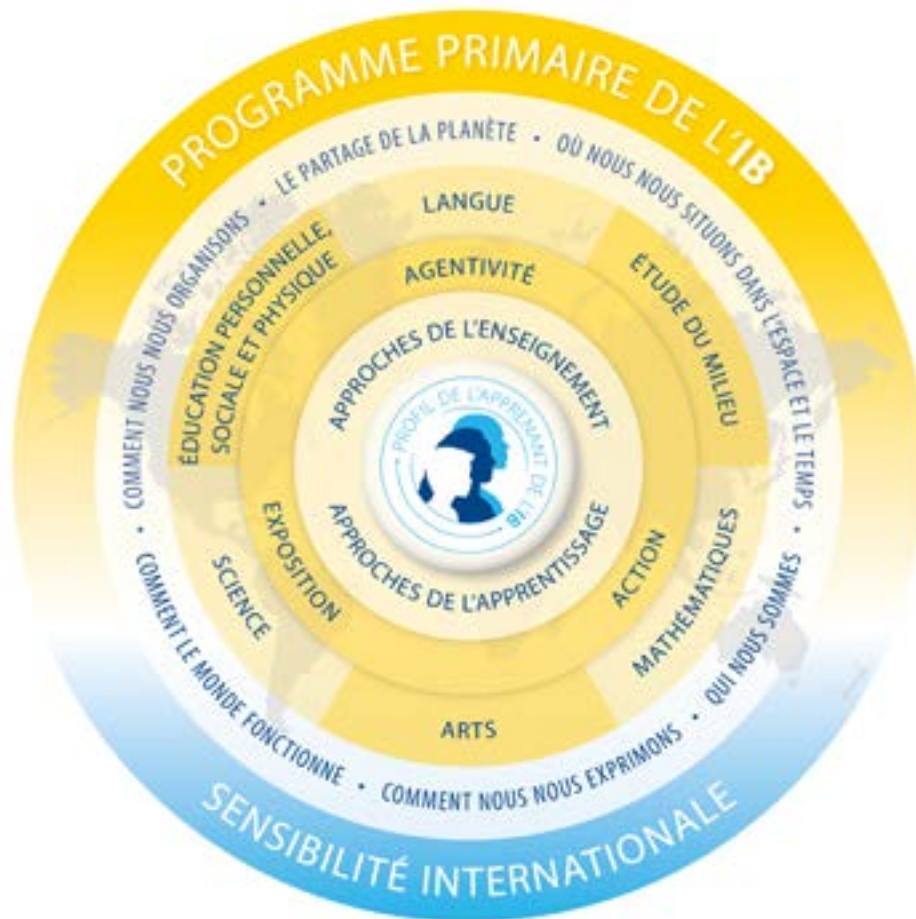 PROGRAMME PRIMAIRE DE L'IB
LE PARTAGE DE LA PLANÈTE • OÙ NOUS NOUS SITUONS DANS L'ESPACE ET LE TEMPS • QUI NOUS SOMMES • COMMENT NOUS NOUS EXPRIMONS • COMMENT LE MONDE FONCTIONNE • COMMENT NOUS NOUS ORGANISONS •
LANGUE
ÉTUDE DU MILIEU
MATHÉMATIQUES
ARTS
SCIENCE
ÉDUCATION PERSONNELLE,
SOCIALE ET PHYSIQUE
AGENTIVITÉ
ACTION
EXPOSITION
APPROCHES DE L'ENSEIGNEMENT
APPROCHES DE L'APPRENTISSAGE
PROFIL DE L'APPRENANT DE L'IB
SENSIBILITÉ INTERNATIONALE